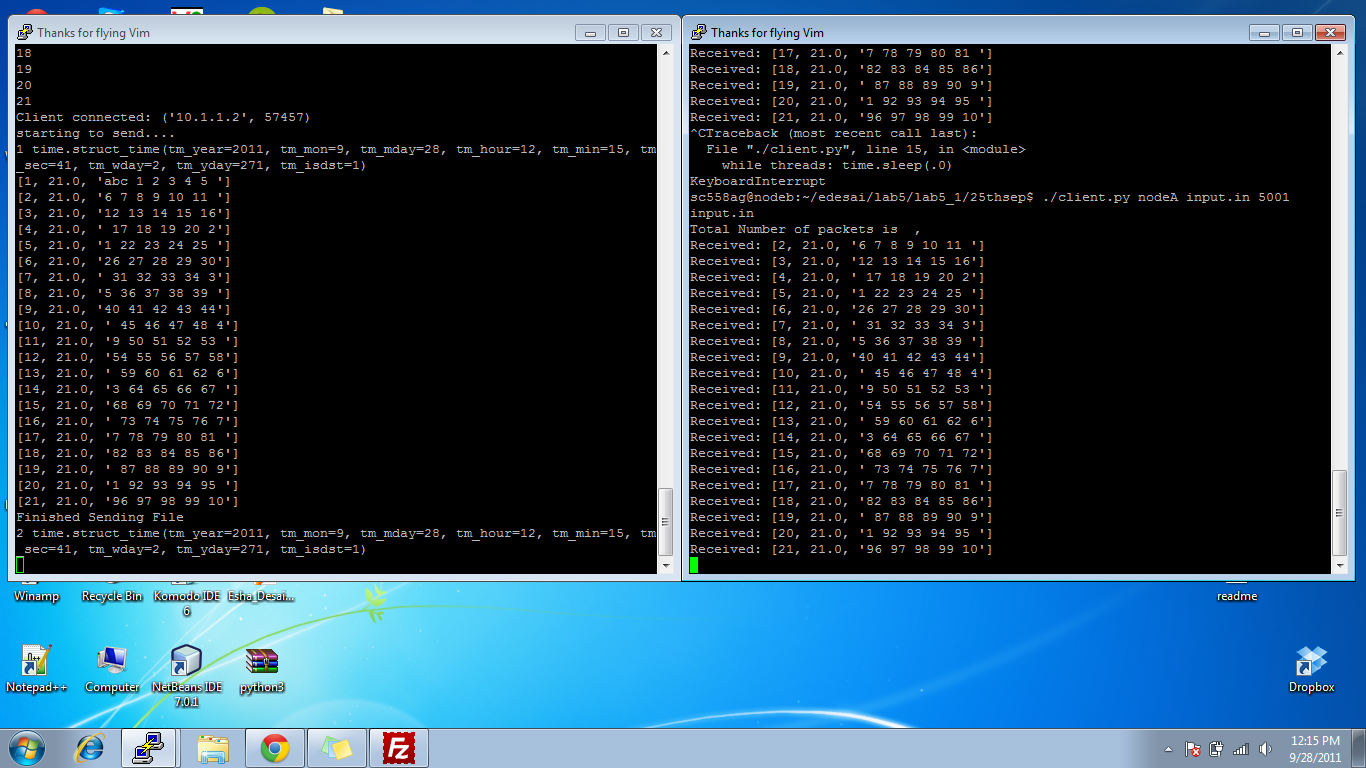 Thanks for flying Vim
18
19
20
21
Client connected: ('10.1.1.2', 57457)
starting to send....
1 time.struct_time(tm_year=2011, tm_mon=9, tm_mday=28, tm_hour=12, tm_min=15, tm
_sec=41, tm_wday=2, tm_yday=271, tm_isdst=1)
[1, 21.0, 'abc 1 2 3 4 5 ']
[2, 21.0, '6 7 8 9 10 11 ']
[3, 21.0, '12 13 14 15 16']
[4, 21.0, ' 17 18 19 20 2']
[5, 21.0, '1 22 23 24 25 ']
[6, 21.0, '26 27 28 29 30']
[7, 21.0, ' 31 32 33 34 3']
[8, 21.0, '5 36 37 38 39 ']
[9, 21.0, '40 41 42 43 44']
[10, 21.0, ' 45 46 47 48 4']
[11, 21.0, '9 50 51 52 53 ']
[12, 21.0, '54 55 56 57 58']
[13, 21.0, ' 59 60 61 62 6']
[14, 21.0, '3 64 65 66 67 ']
[15, 21.0, '68 69 70 71 72']
[16, 21.0, ' 73 74 75 76 7']
[17, 21.0, '7 78 79 80 81 ']
[18, 21.0, '82 83 84 85 86']
[19, 21.0, ' 87 88 89 90 9']
[20, 21.0, '1 92 93 94 95 ']
[21, 21.0, '96 97 98 99 10']
Finished Sending File
2 time.struct_time(tm_year=2011, tm_mon=9, tm_mday=28, tm_hour=12, tm_min=15, tm
_sec=41, tm_wday=2, tm_yday=271, tm_isdst=1)
Thanks for flying Vim
Received: [17, 21.0, '7 78 79 80 81 ']
Received: [18, 21.0, '82 83 84 85 86']
Received: [19, 21.0, ' 87 88 89 90 9']
Received: [20, 21.0, '1 92 93 94 95 ']
Received: [21, 21.0, '96 97 98 99 10']
^CTraceback (most recent call last):
  File "./client.py", line 15, in <module>
    while threads: time.sleep(.0)
KeyboardInterrupt
sc558ag@nodeb:~/edesai/lab5/lab5_1/25thsep$ ./client.py nodeA input.in 5001
input.in
Total Number of packets is  ,
Received: [2, 21.0, '6 7 8 9 10 11 ']
Received: [3, 21.0, '12 13 14 15 16']
Received: [4, 21.0, ' 17 18 19 20 2']
Received: [5, 21.0, '1 22 23 24 25 ']
Received: [6, 21.0, '26 27 28 29 30']
Received: [7, 21.0, ' 31 32 33 34 3']
Received: [8, 21.0, '5 36 37 38 39 ']
Received: [9, 21.0, '40 41 42 43 44']
Received: [10, 21.0, ' 45 46 47 48 4']
Received: [11, 21.0, '9 50 51 52 53 ']
Received: [12, 21.0, '54 55 56 57 58']
Received: [13, 21.0, ' 59 60 61 62 6']
Received: [14, 21.0, '3 64 65 66 67 ']
Received: [15, 21.0, '68 69 70 71 72']
Received: [16, 21.0, ' 73 74 75 76 7']
Received: [17, 21.0, '7 78 79 80 81 ']
Received: [18, 21.0, '82 83 84 85 86']
Received: [19, 21.0, ' 87 88 89 90 9']
Received: [20, 21.0, '1 92 93 94 95 ']
Received: [21, 21.0, '96 97 98 99 10']
Winamp
Recycle Bin
Komodo IDE
6
Esha_Desai...
readme
Notepad++
Computer
NetBeans IDE
7.0.1
python3
Dropbox
12:15 PM
9/28/2011